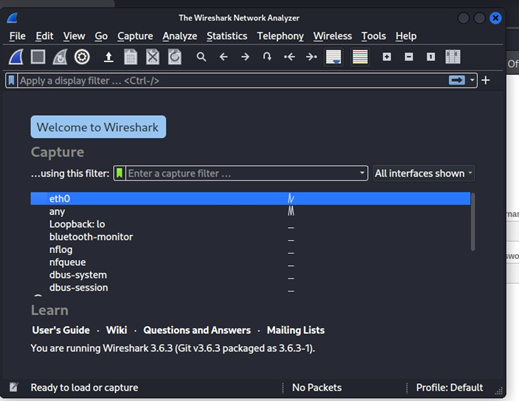 The Wireshark Network Analyzer
File Edit View Go Capture Analyze Statistics Telephony Wireless Tools Help
Apply a display filter ... <Ctrl-/>
Welcome to Wireshark
Capture
...using this filter: Enter a capture filter ... All interfaces shown
eth0
any
Loopback: lo
bluetooth-monitor
nflog
nfqueue
dbus-system
dbus-session
Learn
User's Guide · Wiki · Questions and Answers · Mailing Lists
You are running Wireshark 3.6.3 (Git v3.6.3 packaged as 3.6.3-1).
Ready to load or capture No Packets Profile: Default